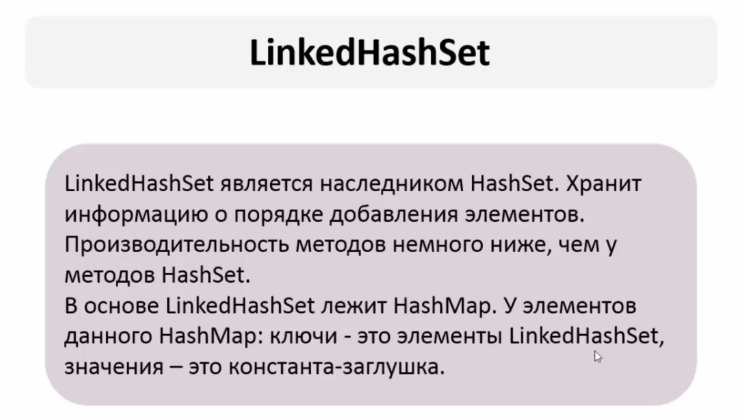 LinkedHashSet
LinkedHashSet является наследником HashSet. Хранит
информацию о порядке добавления элементов.
Производительность методов немного ниже, чем у
методов HashSet.
В основе LinkedHashSet лежит HashMap. У элементов
данного HashMap: ключи - это элементы LinkedHashSet,
значения – это константа-заглушка.